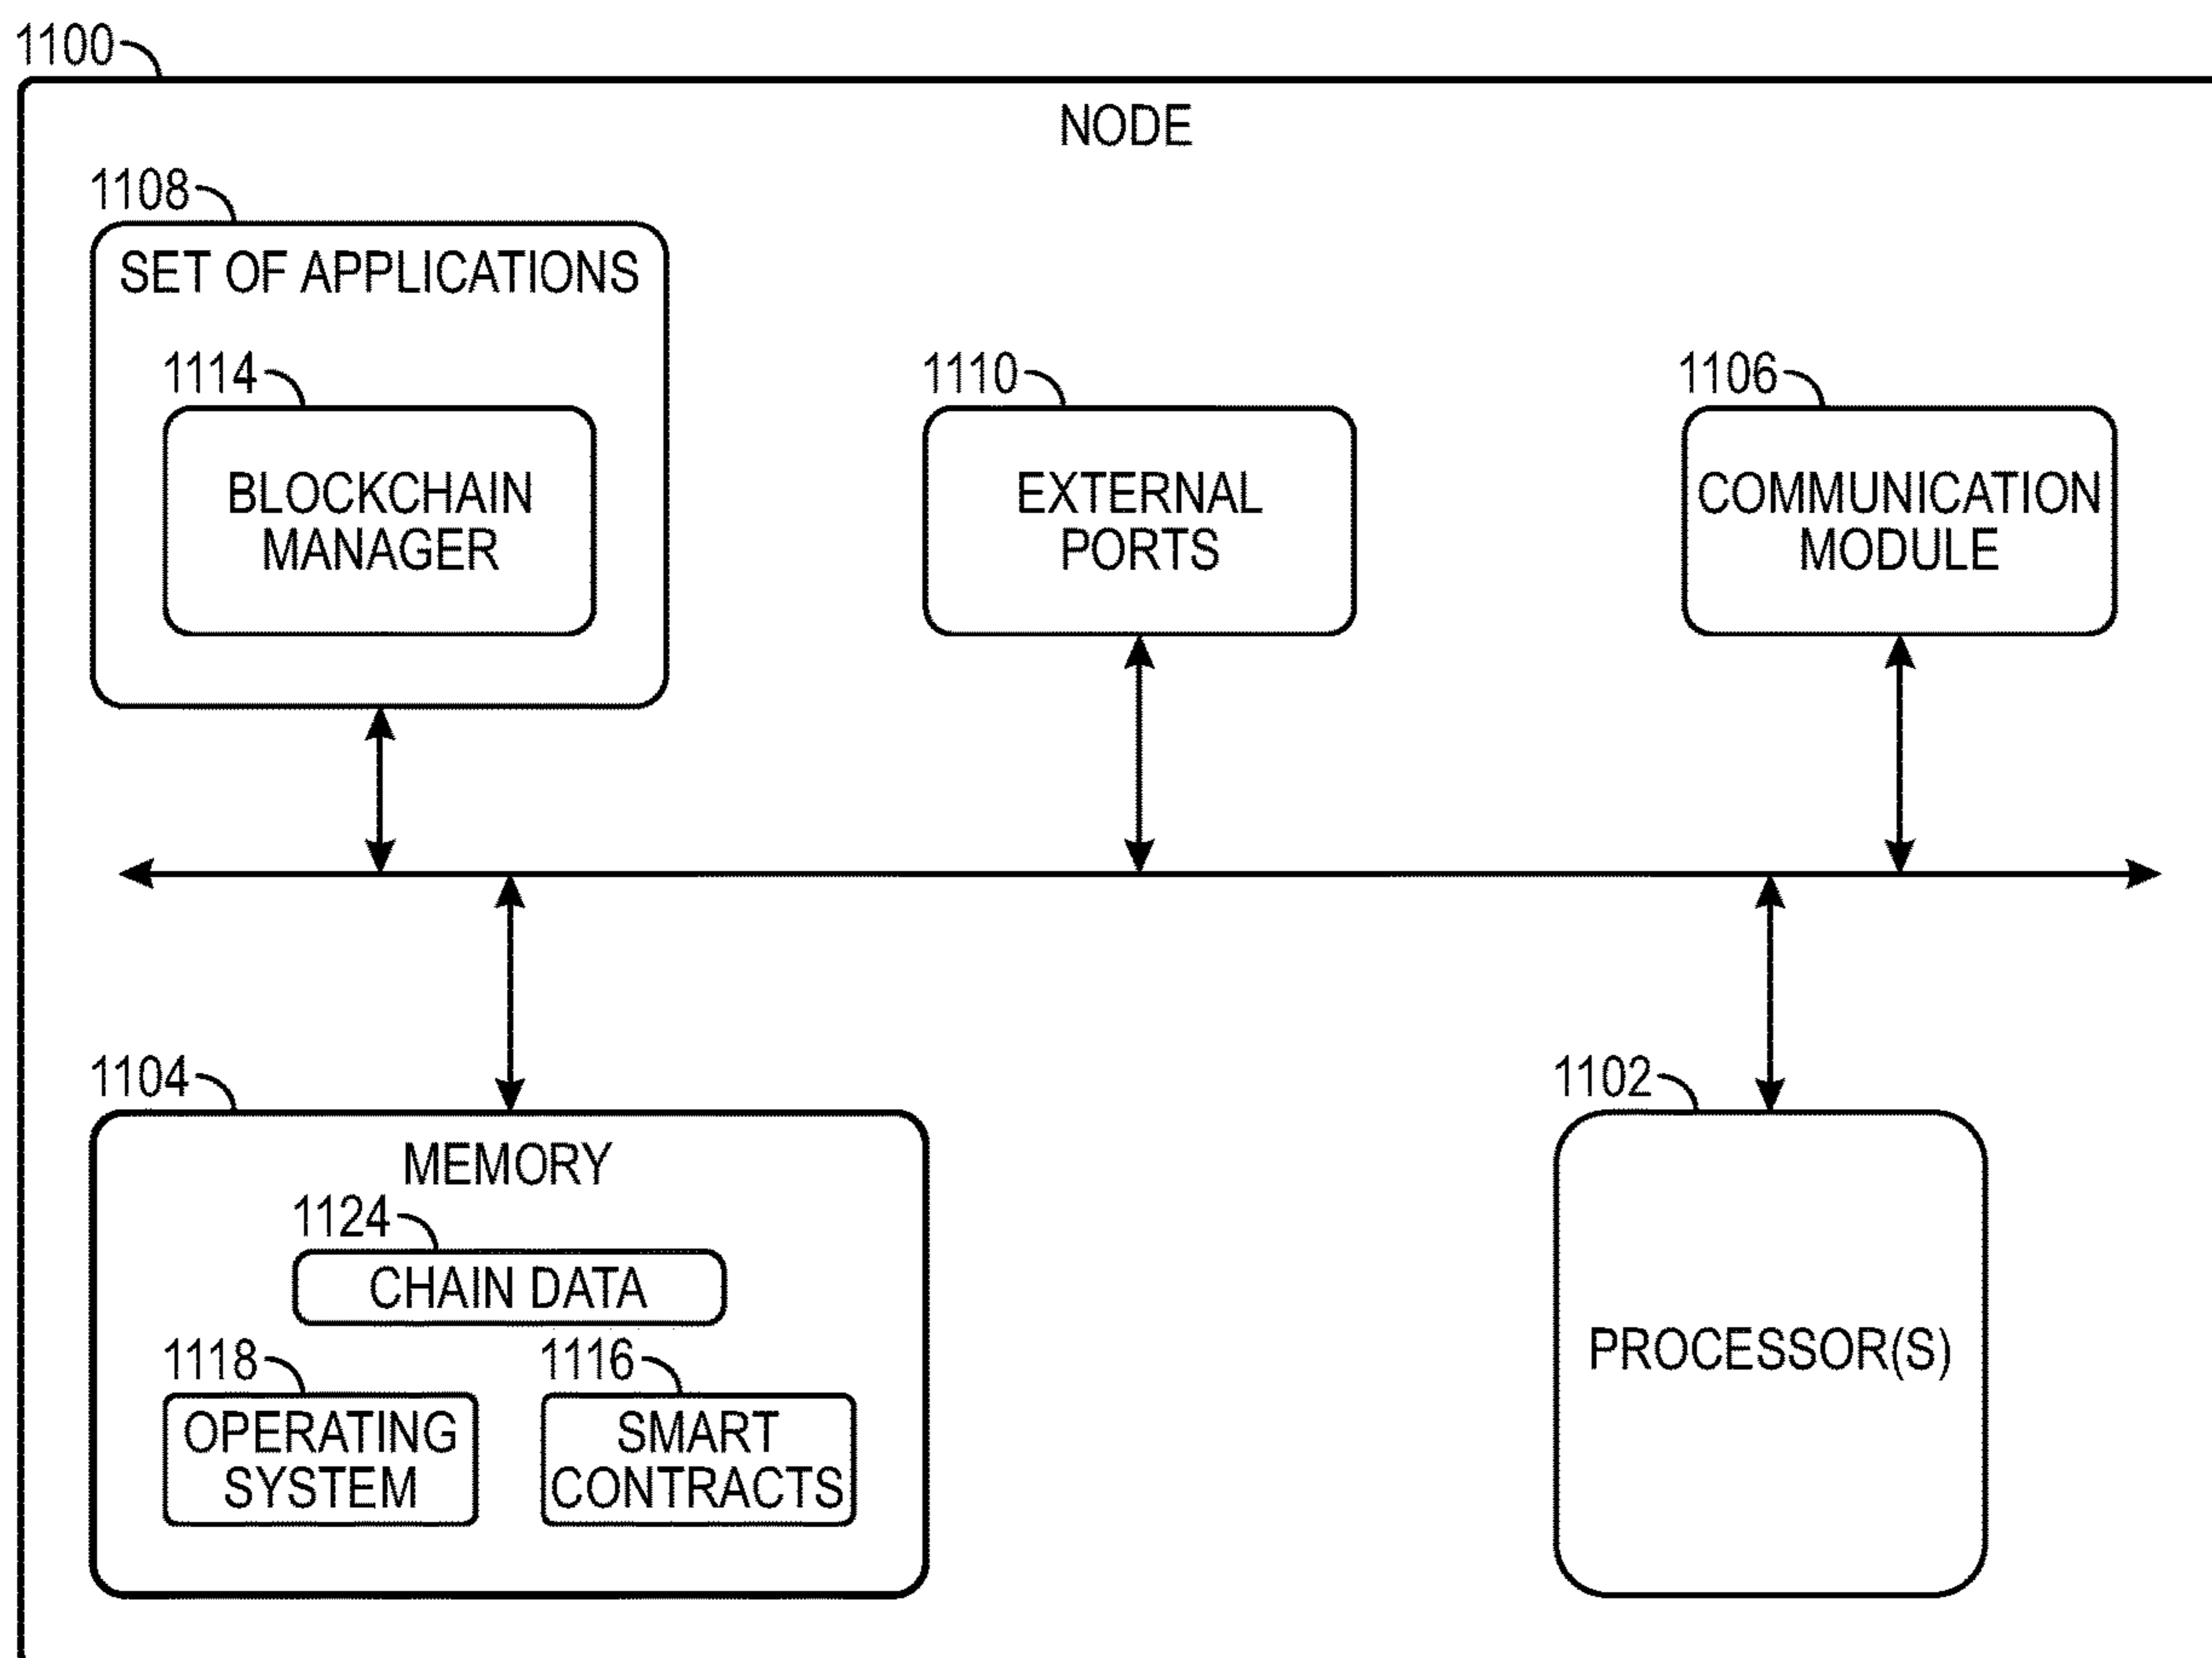 1100
NODE
1108
SET OF APPLICATIONS
1114
BLOCKCHAIN
MANAGER
1110
EXTERNAL
PORTS
1106
COMMUNICATION
MODULE
1104
MEMORY
1124
CHAIN DATA
1118
OPERATING
SYSTEM
1116
SMART
CONTRACTS
1102
PROCESSOR(S)